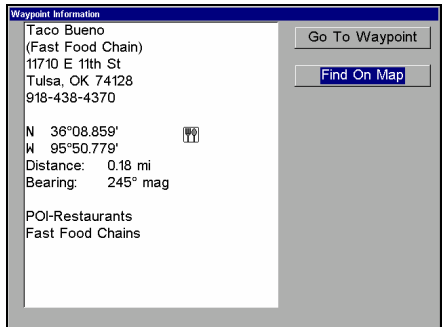 Waypoint Information
Taco Bueno
(Fast Food Chain)
11710 E 11th St
Tulsa, OK 74128
918-438-4370
N 36°08.859'
W 95°50.779'
Distance: 0.18 mi
Bearing: 245° mag
POI-Restaurants
Fast Food Chains
Go To Waypoint
Find On Map